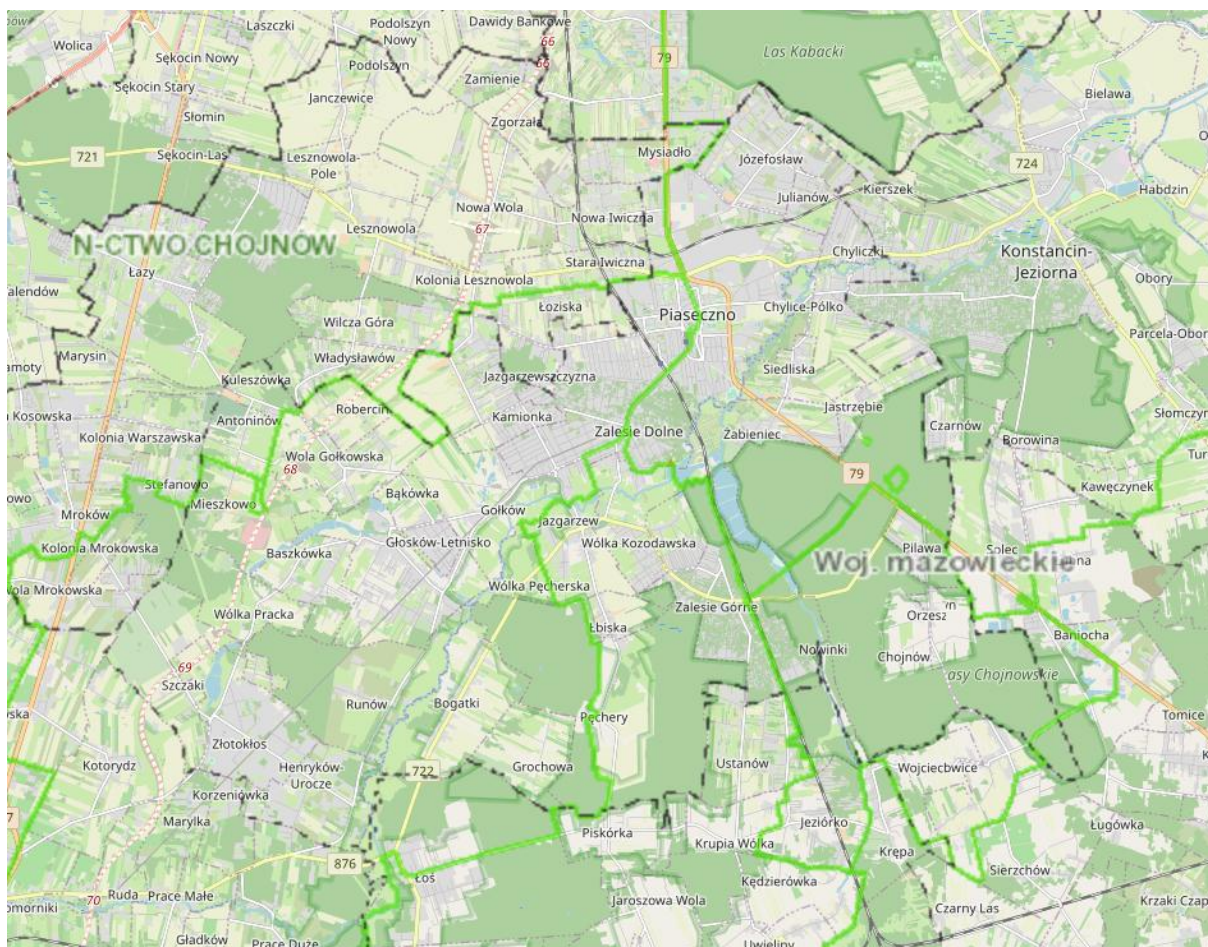 Laszczki
Podolszyn
Nowy
Dawidy Bankowe
Wolica
Sękocin Nowy
66
66
79
Las Kabacki
Podolszyn
Zamienie
Sękocin Stary
Janczewice
Bielawa
Słomin
Zgorzała
721
Sękocin-Las
Lesznowola-
Pole
Mysiadło
Józefosław
724
Julianów
Kierszek
Habdzin
Nowa Wola
Nowa Iwiczna
Lesznowola
67
N-CTWO CHOJNÓW
Stara Iwiczna
Chyliczki
Konstancin-
Jeziorna
Łazy
Kolonia Lesznowola
Obory
Łoziska
Piaseczno
Chylice-Pólko
Wilcza Góra
Parcela-Obor
Marysin
Władysławów
Siedliska
Kuleszówka
Jazgarzewszczyzna
Robercin
Jastrzębie
Kosowska
Antoninów
Kamionka
Słomczyn
Kolonia Warszawska
Zalesie Dolne
Żabieniec
Czarnów
Borowina
Wola Gołkowska
68
79
Stefanowo
Mieszkowo
Bąkówka
Kawęczynek
Mroków
Gołków
Jazgarzew
Kolonia Mrokowska
Baszkówka
Głosków-Letnisko
Wólka Kozodawska
Pilawa
Solec
Woj. mazowieckie
Wola Mrokowska
Wólka Pęcherska
Zalesie Górne
Wólka Pracka
Łbiska
Orzesz
Baniocha
Nowinki
Chojnów
69
Szczaki
Runów
Bogatki
Pęchery
Tomice
Złotokłos
Kotorydz
Henryków-
Urocze
722
Grochowa
Ustanów
Korzeniówka
Marylka
Jeziórko
Ługówka
Piskórka
Krupia Wólka
876
Łoś
Krępa
Sierzchów
Kędzierówka
Ruda
Prace Małe
Jaroszowa Wola
70
Krzaki Czap
Czarny Las
Gładków
Prace Duże
Uwieliny